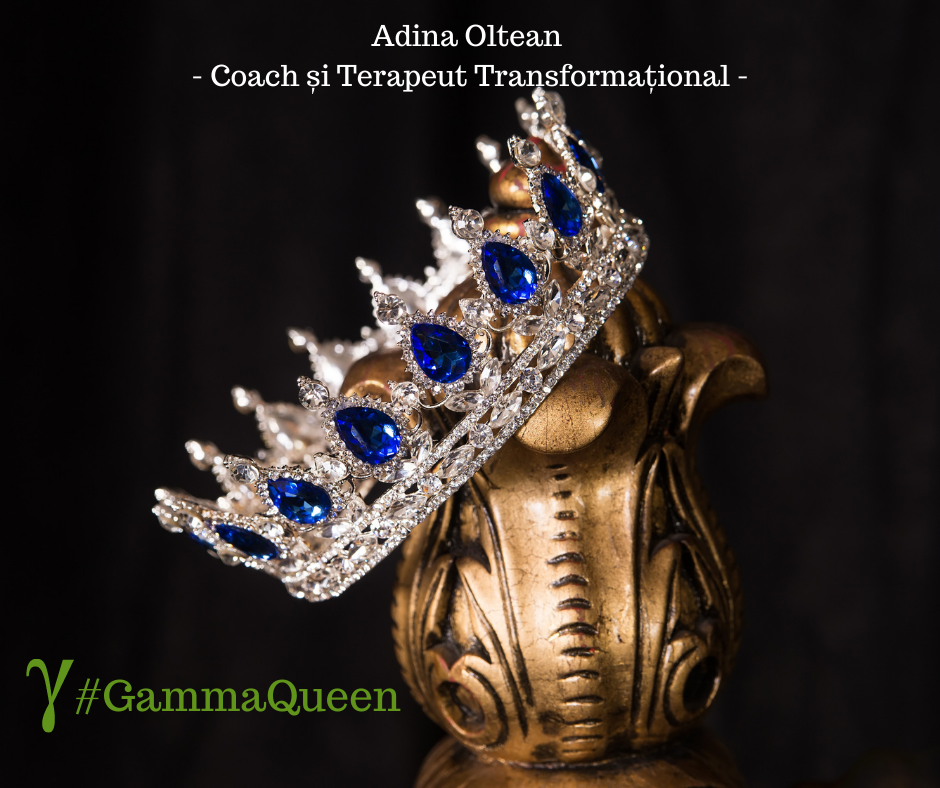 Adina Oltean
- Coach și Terapeut Transformațional -
γ #GammaQueen